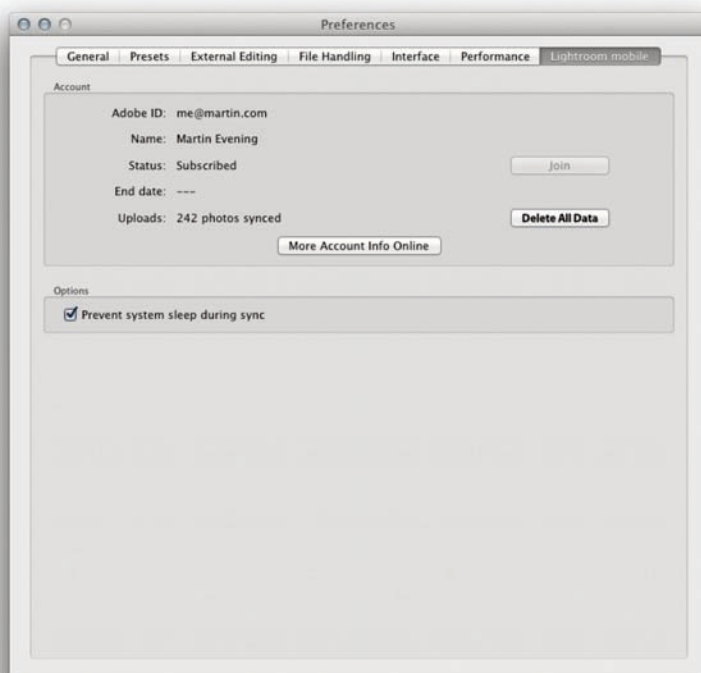 Preferences
General Presets External Editing File Handling Interface Performance Lightroom mobile
Account
Adobe ID: me@martin.com
Name: Martin Evening
Status: Subscribed Join
End date: ---
Uploads: 242 photos synced Delete All Data
More Account Info Online
Options
Prevent system sleep during sync